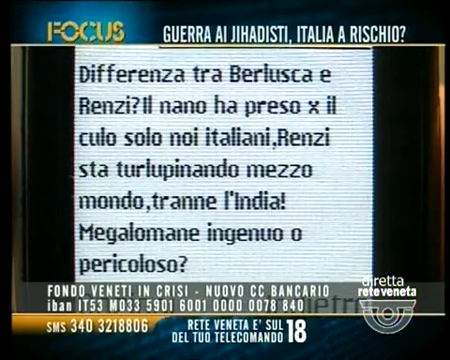 FOCUS
GUERRA AI JIHADISTI, ITALIA A RISCHIO?
Differenza tra Berlusca e
Renzi?Il nano ha preso x il
culo solo noi italiani,Renzi
sta turlupinando mezzo
mondo,tranne l'India!
Megalomane ingenuo o
pericoloso?
diretta
reteveneta
FONDO VENETI IN CRISI - NUOVO CC BANCARIO
iban IT53 M033 5901 6001 0000 0078 840
SMS 340 3218806
RETE VENETA E' SUL
DEL TUO TELECOMANDO 18